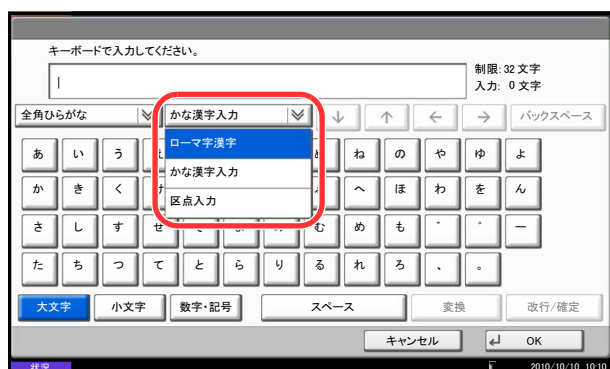 キーボードで入力してください。
制限: 32 文字
入力: 0 文字
全角ひらがな かな漢字入力 ↓ ↑ ← → バックスペース
ローマ字漢字
かな漢字入力
区点入力
あ い う ね の や ゆ よ
か き く へ ほ わ を ん
さ し す せ む め も ゛ ゜ ー
た ち つ て と ら り る れ ろ 、 。
大文字 小文字 数字・記号 スペース 変換 改行/確定
キャンセル OK
状況 2010/10/10 10:10